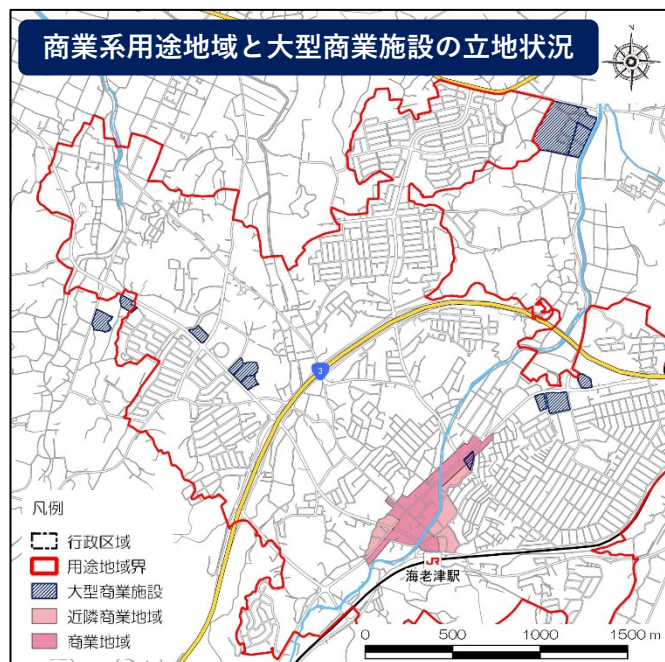 商業系用途地域と大型商業施設の立地状況
N
3
凡例
行政区域
用途地域界
大型商業施設
近隣商業地域
商業地域
JR
海老津駅
0 500 1000 1500 m